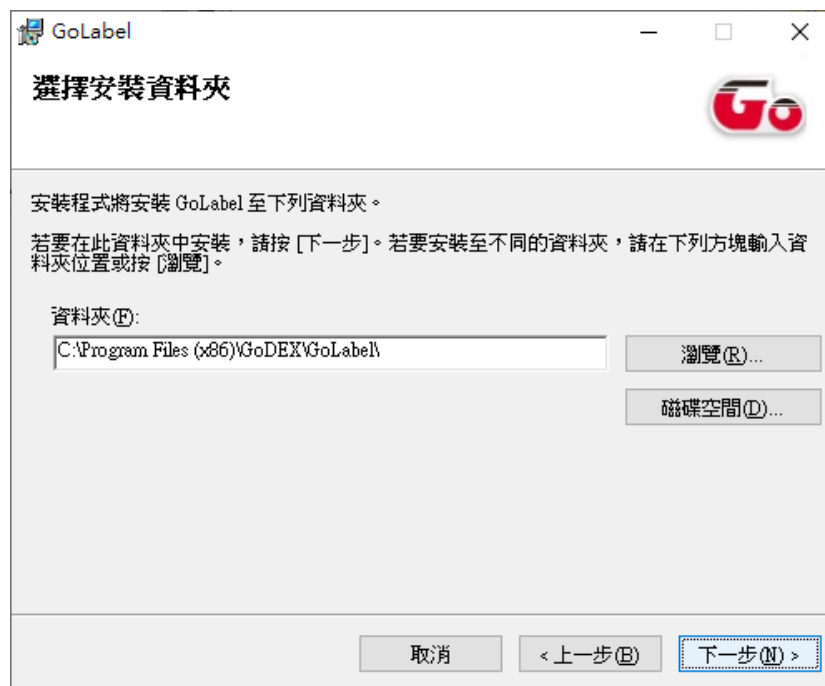 GoLabel
選擇安裝資料夾
Go
安裝程式將安裝 GoLabel 至下列資料夾。
若要在此資料夾中安裝，請按 [下一步]。若要安裝至不同的資料夾，請在下列方塊輸入資
料夾位置或按 [瀏覽]。
資料夾(F):
C:\Program Files (x86)\GoDEX\GoLabel\
瀏覽(R)...
磁碟空間(D)...
取消
< 上一步(B)
下一步(N) >